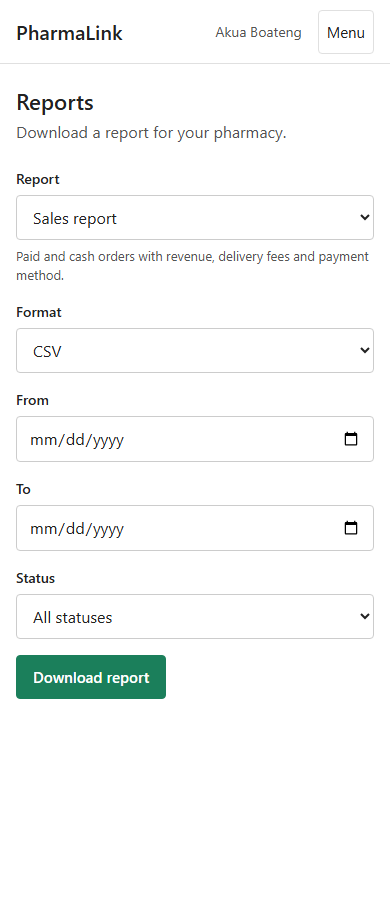 PharmaLink
Akua Boateng
Menu
Reports
Download a report for your pharmacy.
Report
Sales report
Paid and cash orders with revenue, delivery fees and payment
method.
Format
CSV
From
mm/dd/yyyy
To
mm/dd/yyyy
Status
All statuses
Download report